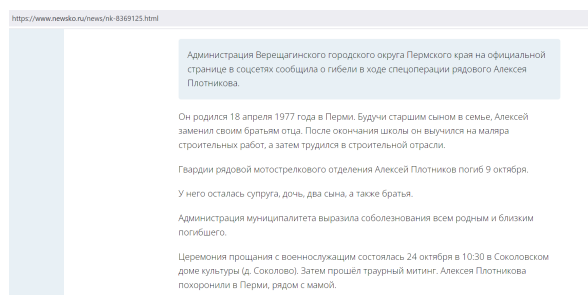 https://www.newsko.ru/news/nk-8369125.html
Администрация Верещагинского городского округа Пермского края на официальной
странице в соцсетях сообщила о гибели в ходе спецоперации рядового Алексея
Плотникова.
Он родился 18 апреля 1977 года в Перми. Будучи старшим сыном в семье, Алексей
заменил своим братьям отца. После окончания школы он выучился на маляра
строительных работ, а затем трудился в строительной отрасли.
Гвардии рядовой мотострелкового отделения Алексей Плотников погиб 9 октября.
У него осталась супруга, дочь, два сына, а также братья.
Администрация муниципалитета выразила соболезнования всем родным и близким
погибшего.
Церемония прощания с военнослужащим состоялась 24 октября в 10:30 в Соколовском
доме культуры (д. Соколово). Затем прошёл траурный митинг. Алексея Плотникова
похоронили в Перми, рядом с мамой.